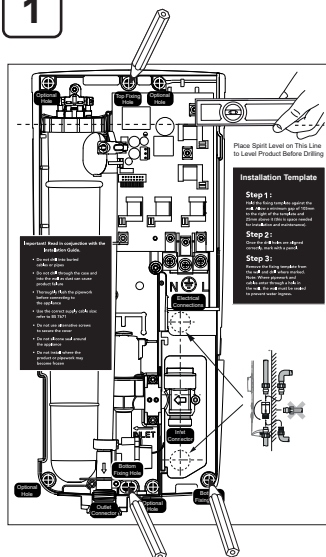 1
Optional
Hole
Top Fixing
Hole
Optional
Hole
Place Spirit Level on This Line
to Level Product Before Drilling
Installation Template
Step 1:
Hold the fixing template against the
wall. Allow a minimum gap of 105mm
to the right of the template and
25mm above it (this is space needed
for installation and maintenance).
Step 2:
Once the drill holes are aligned
correctly, mark with a pencil.
Step 3:
Remove the fixing template from
the wall and drill where marked.
Note: Where pipework and
cables enter through a hole in
the wall, the wall must be sealed
to prevent water ingress.
Important! Read in conjunction with the
Installation Guide.
• Do not drill into buried
cables or pipes
• Do not drill through the case and
into the wall as dust can cause
product failure
• Thoroughly flush the pipework
before connecting to
the appliance
• Use the correct supply cable size:
refer to BS 7671
• Do not use alternative screws
to secure the cover
• Do not silicone seal around
the appliance
• Do not install where the
product or pipework may
become frozen
N L
Electrical
Connections
Inlet
Connector
INLET
Bottom
Fixing Hole
Optional
Hole
Outlet
Connector
Optional
Hole